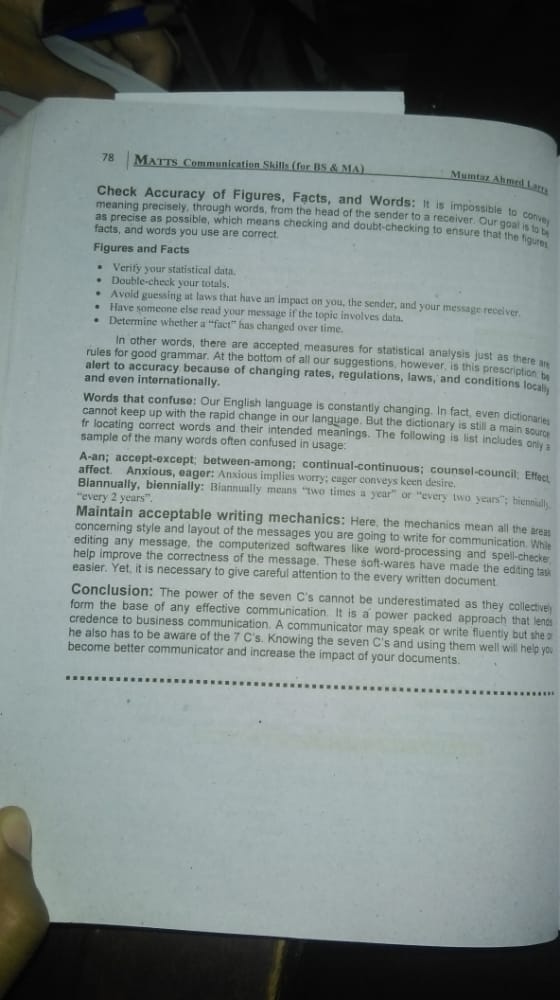 78 MATTS Communication Skills (for BS & MA) Mumtaz Ahmed
Check Accuracy of Figures, Facts, and Words: It is impossible to convey
meaning precisely, through words, from the head of the sender to a receiver. Our goal is to be
as precise as possible, which means checking and doubt-checking to ensure that the figures,
facts, and words you use are correct.
Figures and Facts
• Verify your statistical data.
• Double-check your totals.
• Avoid guessing at laws that have an impact on you, the sender, and your message receiver.
• Have someone else read your message if the topic involves data.
• Determine whether a "fact" has changed over time.
In other words, there are accepted measures for statistical analysis just as there are
rules for good grammar. At the bottom of all our suggestions, however, is this prescription; be
alert to accuracy because of changing rates, regulations, laws, and conditions locally
and even internationally.
Words that confuse: Our English language is constantly changing. In fact, even dictionaries
cannot keep up with the rapid change in our language. But the dictionary is still a main source
fr locating correct words and their intended meanings. The following is list includes only a
sample of the many words often confused in usage:
A-an; accept-except; between-among; continual-continuous; counsel-council; Effect,
affect. Anxious, eager: Anxious implies worry; eager conveys keen desire.
Biannually, biennially: Biannually means "two times a year" or "every two years"; biennially,
"every 2 years".
Maintain acceptable writing mechanics: Here, the mechanics mean all the areas
concerning style and layout of the messages you are going to write for communication. While
editing any message, the computerized softwares like word-processing and spell-checker,
help improve the correctness of the message. These soft-wares have made the editing task
easier. Yet, it is necessary to give careful attention to the every written document.
Conclusion: The power of the seven C's cannot be underestimated as they collectively
form the base of any effective communication. It is a power packed approach that lends
credence to business communication. A communicator may speak or write fluently but she or
he also has to be aware of the 7 C's. Knowing the seven C's and using them well will help you
become better communicator and increase the impact of your documents.